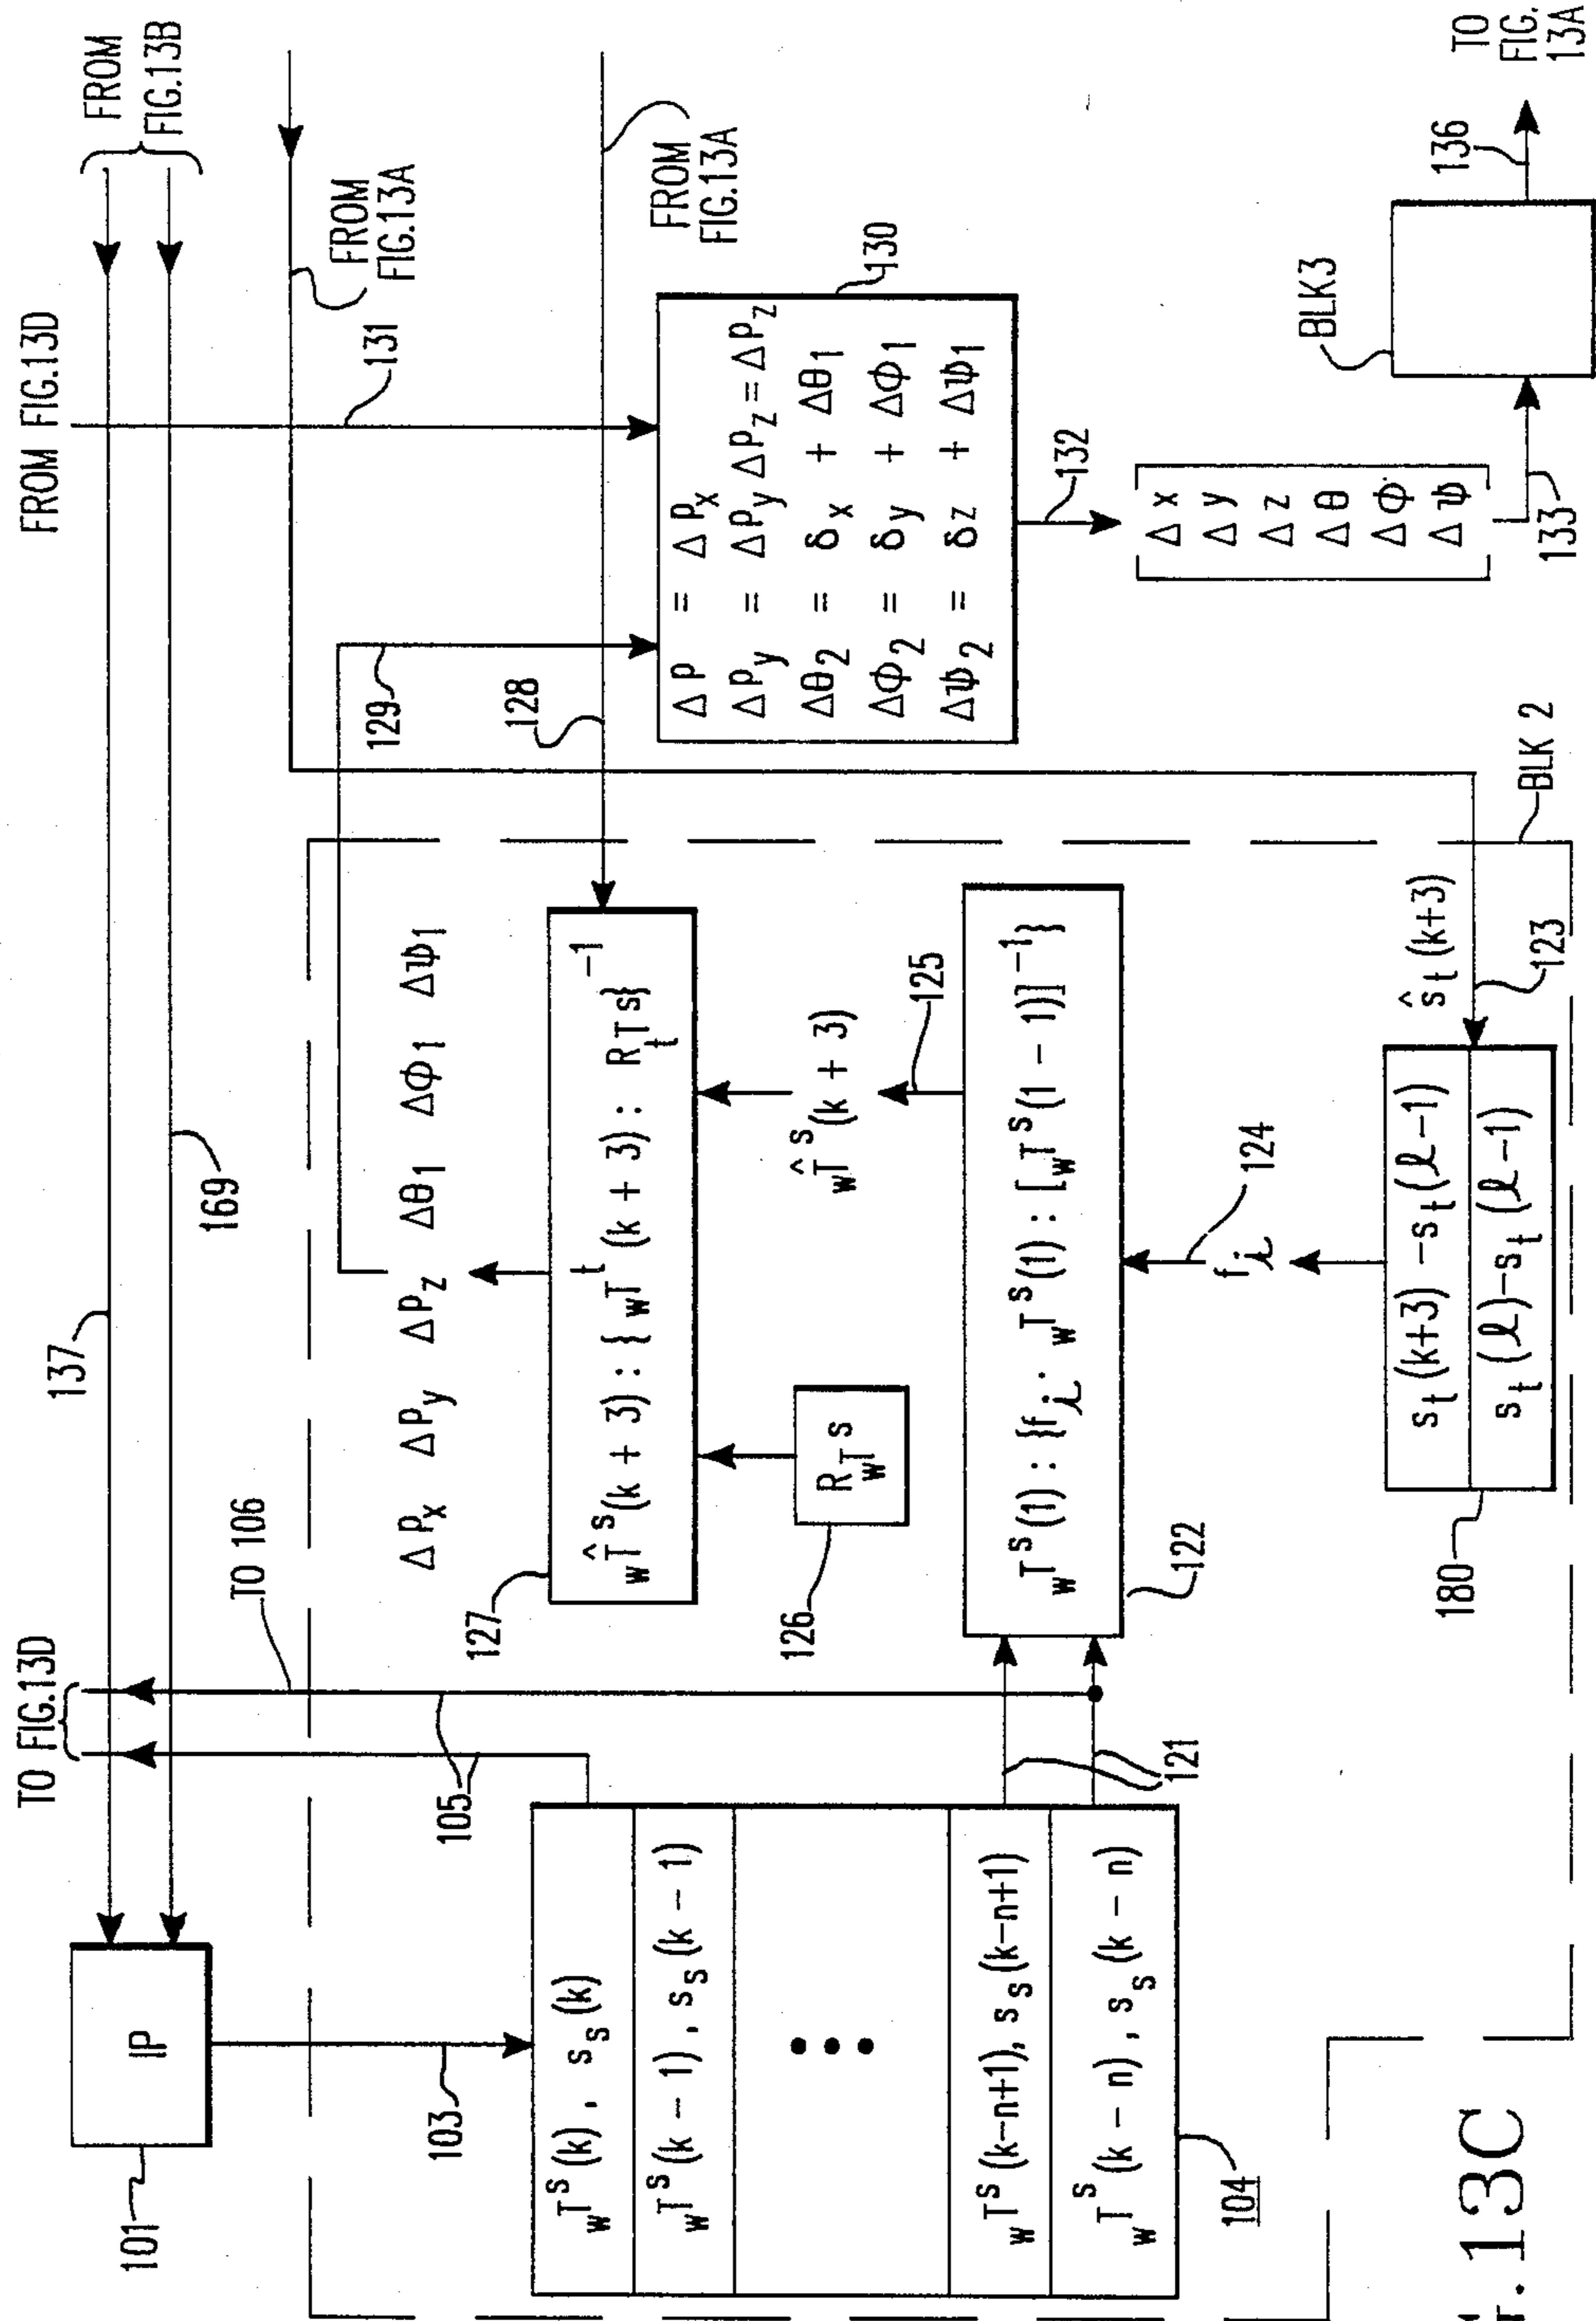 TO FIG.13D
FROM FIG.13D
FROM
FIG.13B
137
169
TO 106
131
FROM
FIG.13A
FROM
FIG.13A
IP
101
103
105
129
128
130
ΔP = ΔPx
ΔPy = ΔPy ΔPz = ΔPz
Δθ2 = δx + Δθ1
Δϕ2 = δy + Δϕ1
Δψ2 = δz + Δψ1
ΔPx ΔPy ΔPz Δθ1 Δϕ1 Δψ1
127
wT̂s(k + 3) : {wTt(k + 3) : RtTs}−1
126
RwTs
wT̂s(k + 3)
125
132
Δx
Δy
Δz
Δθ
Δϕ
Δψ
133
BLK3
136
TO
FIG.
13A
wTs(k), ss(k)
wTs(k − 1), ss(k − 1)
•••
wTs(k−n+1), ss(k−n+1)
wTs(k − n), ss(k − n)
104
121
122
wTs(1) : {fi : wTs(1) : [wTs(1 − 1)]−1}
124
fi
180
st(k+3) −st(ℓ−1)
st(ℓ)−st(ℓ−1)
ŝt(k+3)
123
BLK 2
. 13C